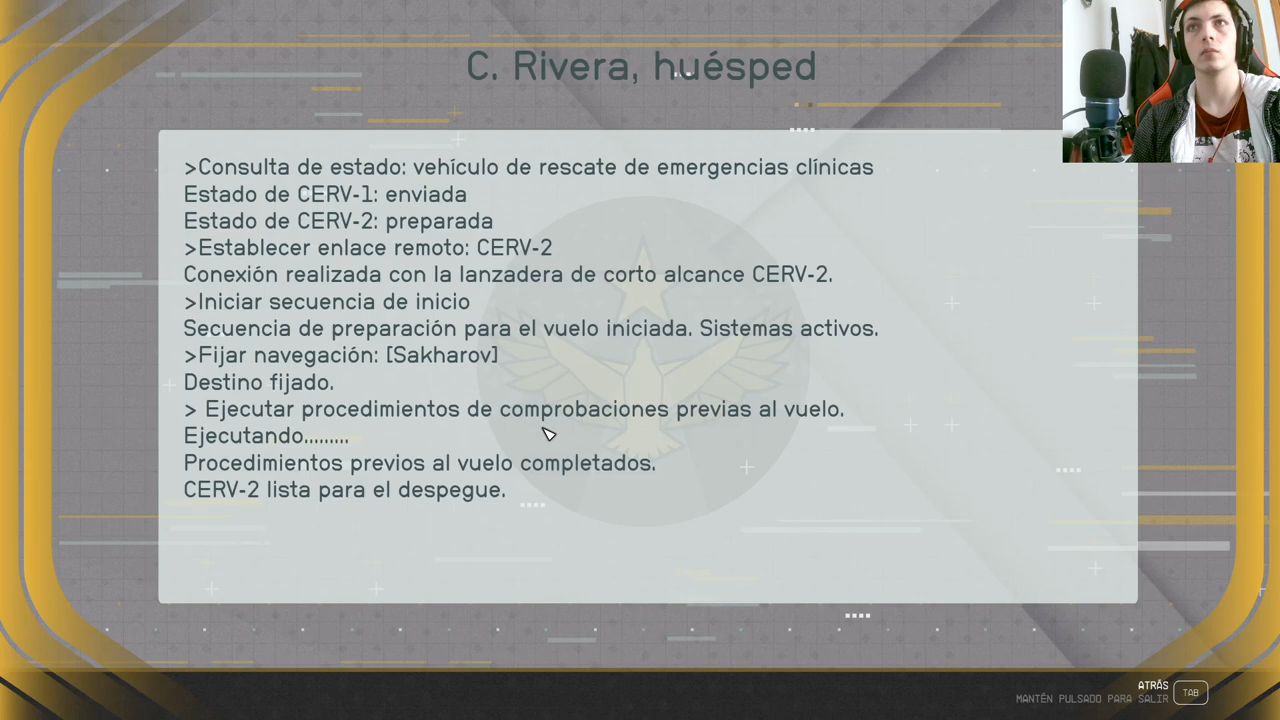 C. Rivera, huésped
>Consulta de estado: vehículo de rescate de emergencias clínicas
Estado de CERV-1: enviada
Estado de CERV-2: preparada
>Establecer enlace remoto: CERV-2
Conexión realizada con la lanzadera de corto alcance CERV-2.
>Iniciar secuencia de inicio
Secuencia de preparación para el vuelo iniciada. Sistemas activos.
>Fijar navegación: [Sakharov]
Destino fijado.
> Ejecutar procedimientos de comprobaciones previas al vuelo.
Ejecutando.........
Procedimientos previos al vuelo completados.
CERV-2 lista para el despegue.
ATRÁS
MANTÉN PULSADO PARA SALIR
TAB